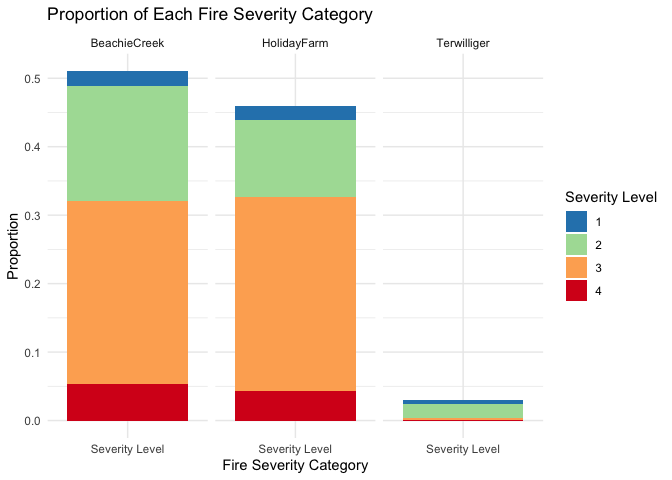 Proportion of Each Fire Severity Category
BeachieCreek
HolidayFarm
Terwilliger
0.5
0.4
0.3
0.2
0.1
0.0
Proportion
Severity Level
Severity Level
Severity Level
Fire Severity Category
Severity Level
1
2
3
4